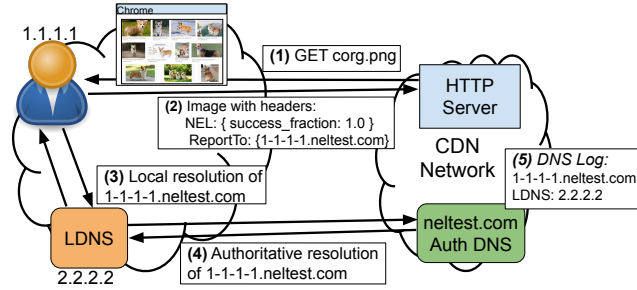 Chrome
1.1.1.1
(1) GET corg.png
HTTP
Server
(2) Image with headers:
NEL: { success_fraction: 1.0 }
ReportTo: {1-1-1-1.neltest.com}
CDN
Network
(5) DNS Log:
1-1-1-1.neltest.com
LDNS: 2.2.2.2
(3) Local resolution of
1-1-1-1.neltest.com
LDNS
2.2.2.2
neltest.com
Auth DNS
(4) Authoritative resolution
of 1-1-1-1.neltest.com